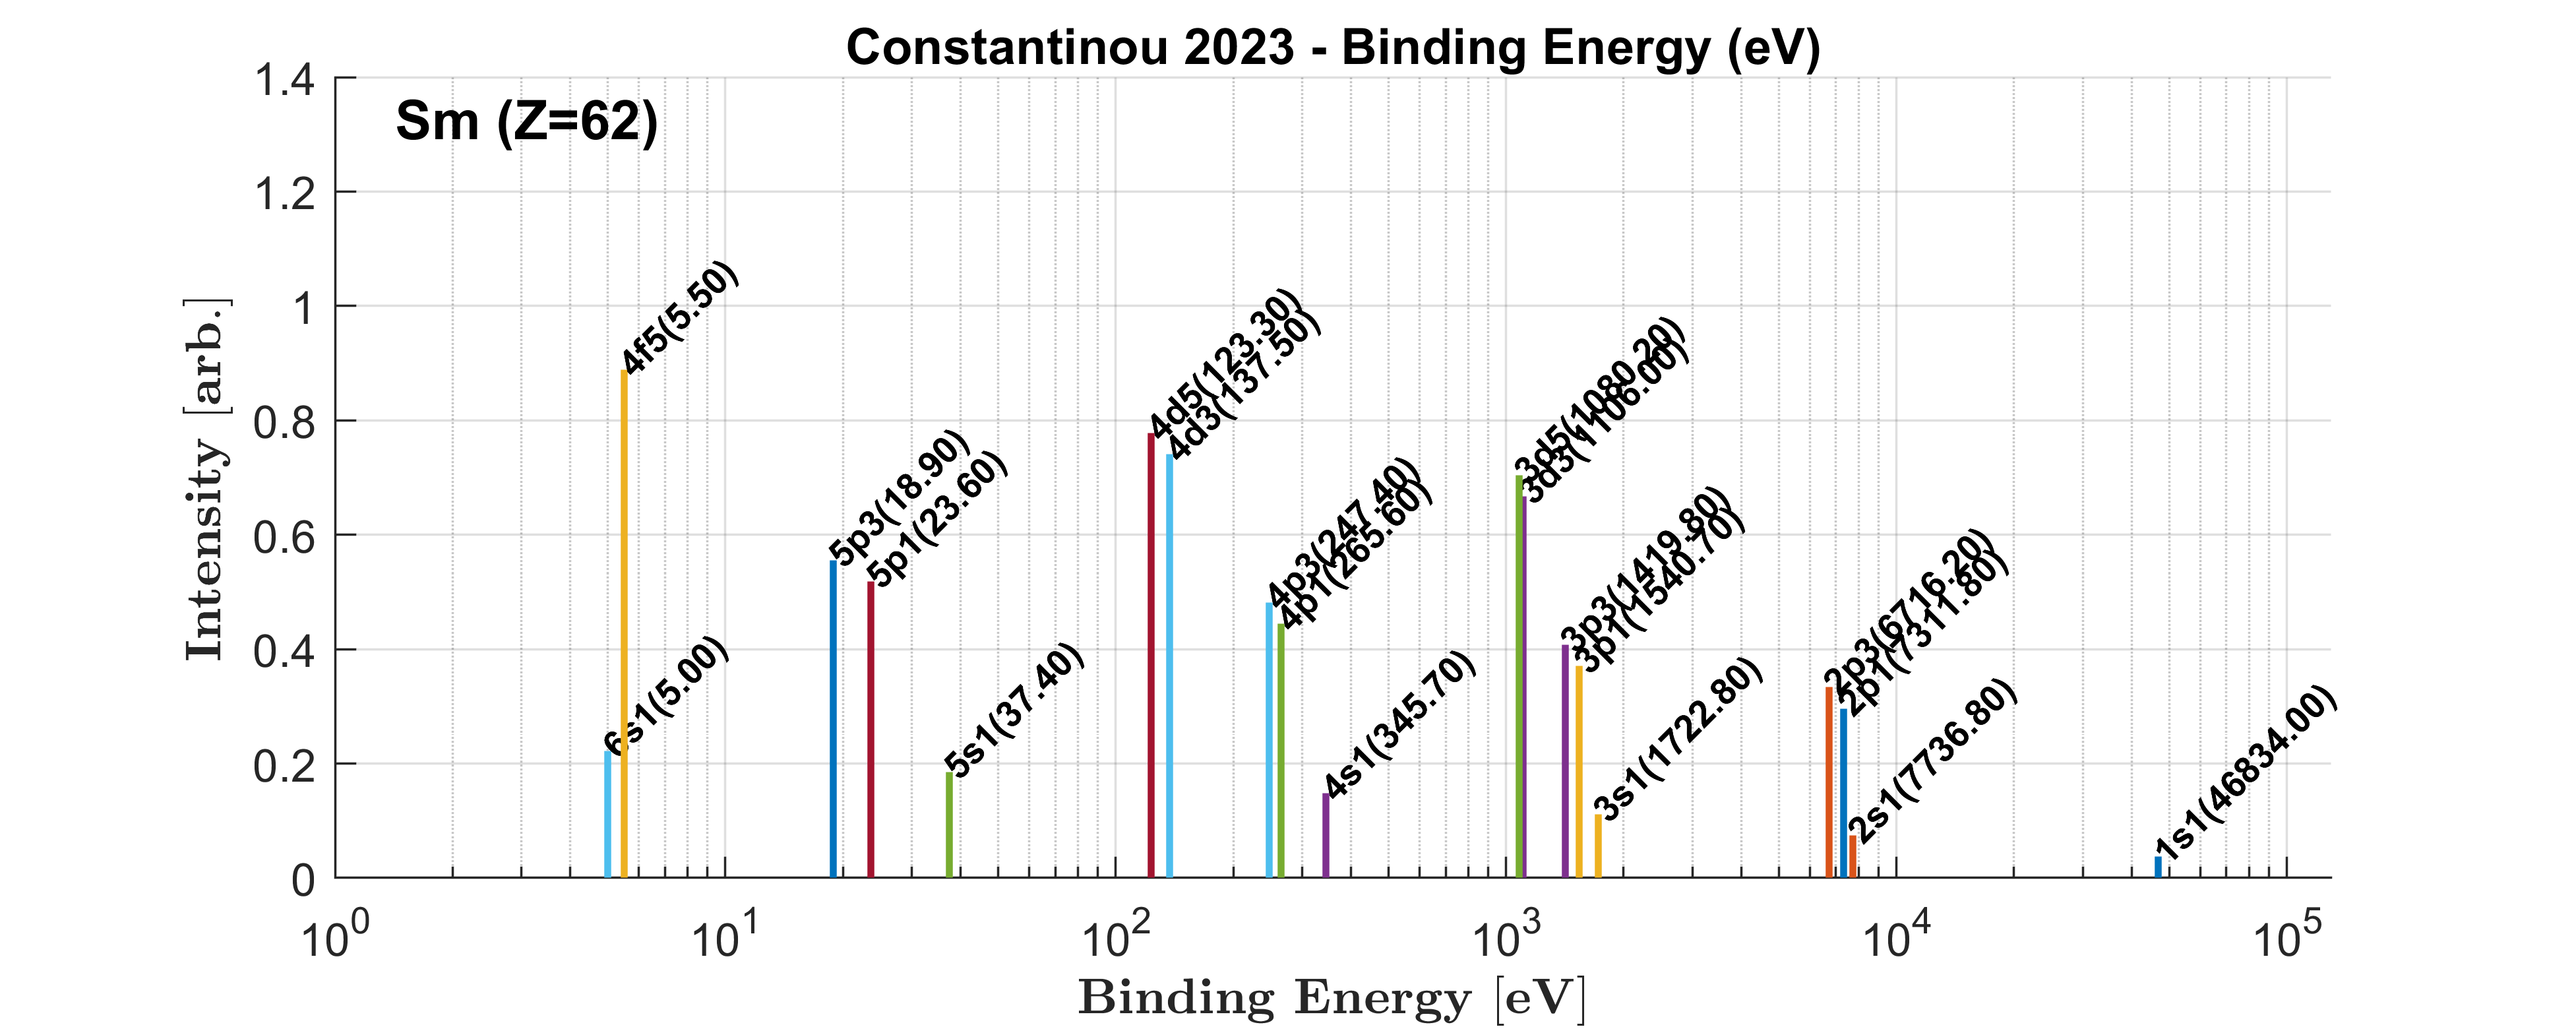 Constantinou 2023 - Binding Energy (eV)
Sm (Z=62)
1.4
1.2
1
0.8
0.6
0.4
0.2
0
Intensity [arb.]
6s1(5.00)
4f5(5.50)
5p3(18.90)
5p1(23.60)
5s1(37.40)
4d5(123.30)
4d3(137.50)
4p3(247.40)
4p1(265.60)
4s1(345.70)
3d5(1080.20)
3d3(1106.00)
3p3(1419.80)
3p1(1540.70)
3s1(1722.80)
2p3(6716.20)
2p1(7311.80)
2s1(7736.80)
1s1(46834.00)
10^0 10^1 10^2 10^3 10^4 10^5
Binding Energy [eV]